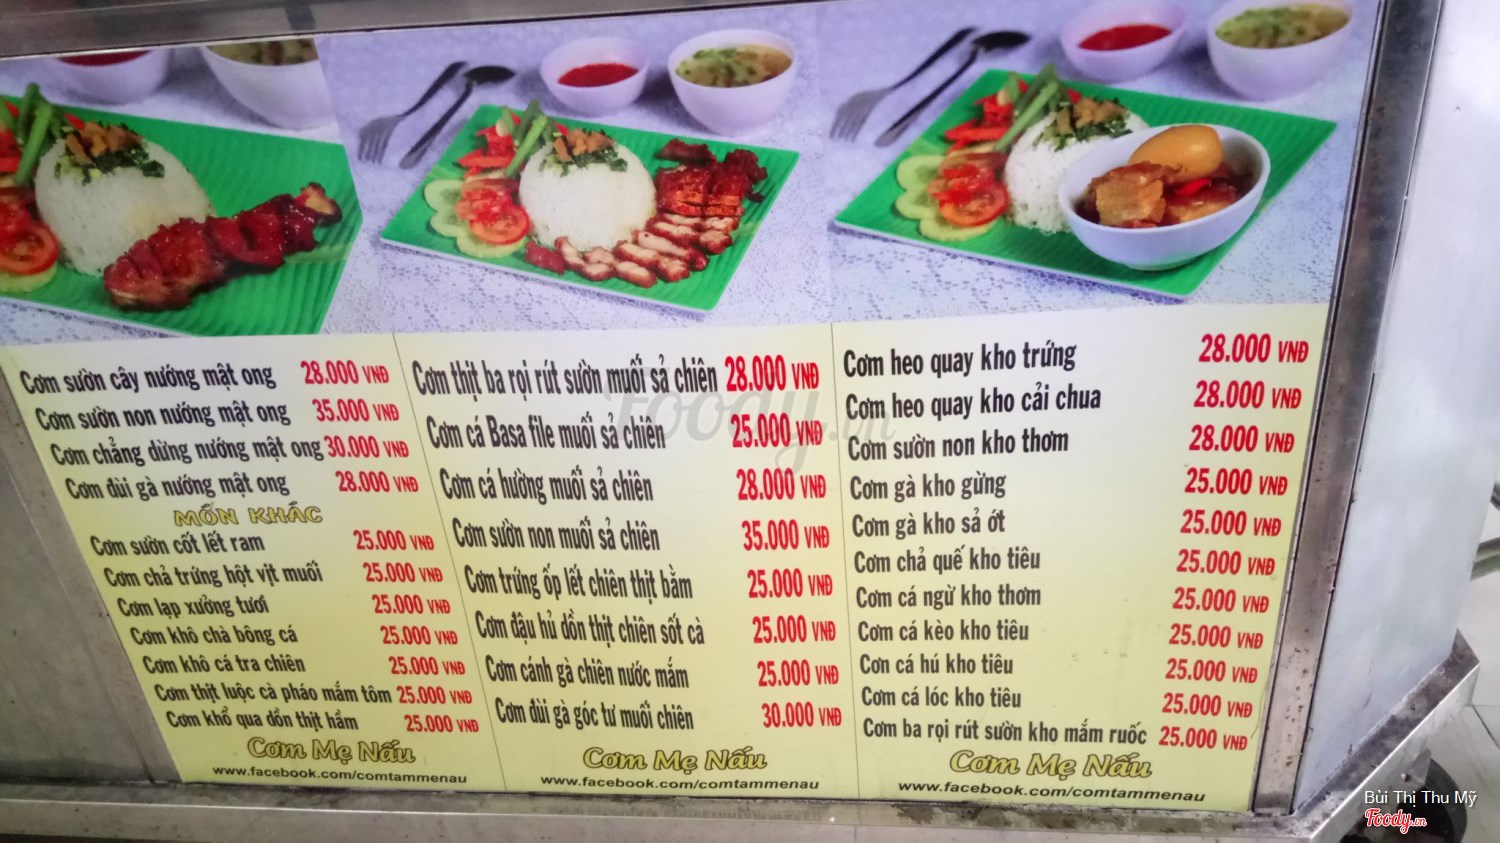 Cơm sườn cây nướng mật ong 28.000 VNĐ
Cơm sườn non nướng mật ong 35.000 VNĐ
Cơm chẳng dừng nướng mật ong 30.000 VNĐ
Cơm đùi gà nướng mật ong 28.000 VNĐ
MÓN KHÁC
Cơm sườn cốt lết ram 25.000 VNĐ
Cơm chả trứng hột vịt muối 25.000 VNĐ
Cơm lạp xưởng tươi 25.000 VNĐ
Cơm khô chà bông cá 25.000 VNĐ
Cơm khô cá tra chiên 25.000 VNĐ
Cơm thịt luộc cà pháo mắm tôm 25.000 VNĐ
Cơm khổ qua dồn thịt hầm 25.000 VNĐ
Cơm Mẹ Nấu
www.facebook.com/comtammenau
Cơm thịt ba rọi rút sườn muối sả chiên 28.000 VNĐ
Cơm cá Basa file muối sả chiên 25.000 VNĐ
Cơm cá hường muối sả chiên 28.000 VNĐ
Cơm sườn non muối sả chiên 35.000 VNĐ
Cơm trứng ốp lết chiên thịt bằm 25.000 VNĐ
Cơm đậu hủ dồn thịt chiên sốt cà 25.000 VNĐ
Cơm cánh gà chiên nước mắm 25.000 VNĐ
Cơm đùi gà góc tư muối chiên 30.000 VNĐ
Cơm Mẹ Nấu
www.facebook.com/comtammenau
Cơm heo quay kho trứng 28.000 VNĐ
Cơm heo quay kho cải chua 28.000 VNĐ
Cơm sườn non kho thơm 28.000 VNĐ
Cơm gà kho gừng 25.000 VNĐ
Cơm gà kho sả ớt 25.000 VNĐ
Cơm chả quế kho tiêu 25.000 VNĐ
Cơm cá ngừ kho thơm 25.000 VNĐ
Cơm cá kèo kho tiêu 25.000 VNĐ
Cơn cá hú kho tiêu 25.000 VNĐ
Cơm cá lóc kho tiêu 25.000 VNĐ
Cơm ba rọi rút sườn kho mắm ruốc 25.000 VNĐ
Cơm Mẹ Nấu
www.facebook.com/comtammenau
Foody.vn
Bùi Thị Thu Mỹ
Foody.vn